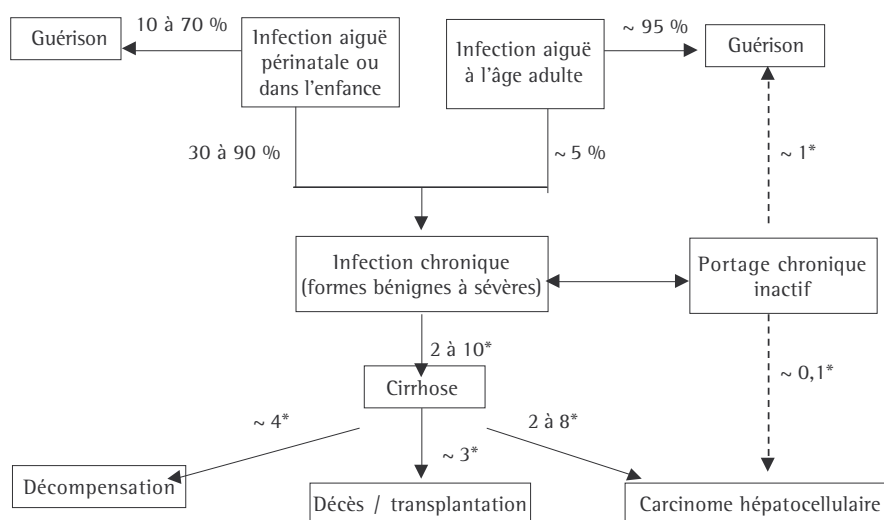 10 à 70 %
Guérison
Infection aiguë
périnatale ou
dans l'enfance
Infection aiguë
à l'âge adulte
~ 95 %
Guérison
30 à 90 %
~ 5 %
~ 1*
Infection chronique
(formes bénignes à sévères)
Portage chronique
inactif
2 à 10*
~ 0,1*
Cirrhose
~ 4*
~ 3*
2 à 8*
Décompensation
Décès / transplantation
Carcinome hépatocellulaire